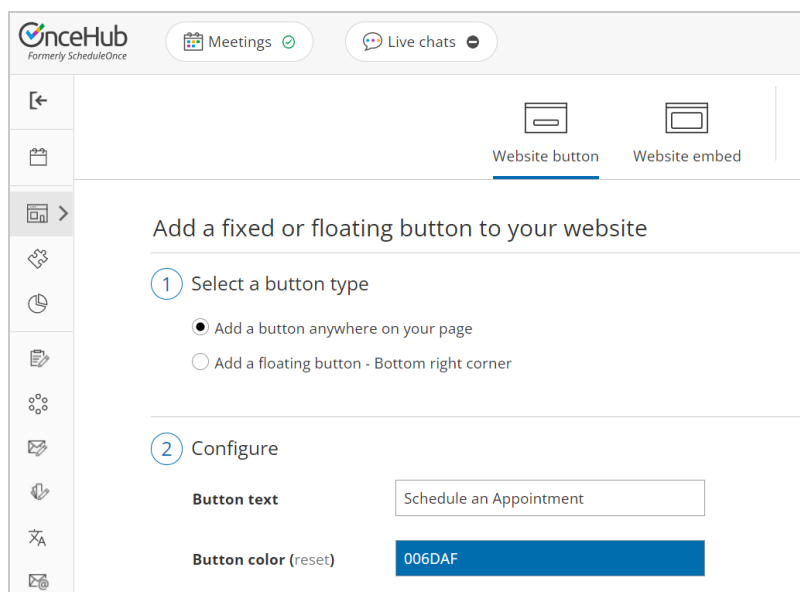 OnceHub
Formerly ScheduleOnce
Meetings
Live chats
Website button
Website embed
Add a fixed or floating button to your website
1 Select a button type
Add a button anywhere on your page
Add a floating button - Bottom right corner
2 Configure
Button text
Schedule an Appointment
Button color (reset)
006DAF